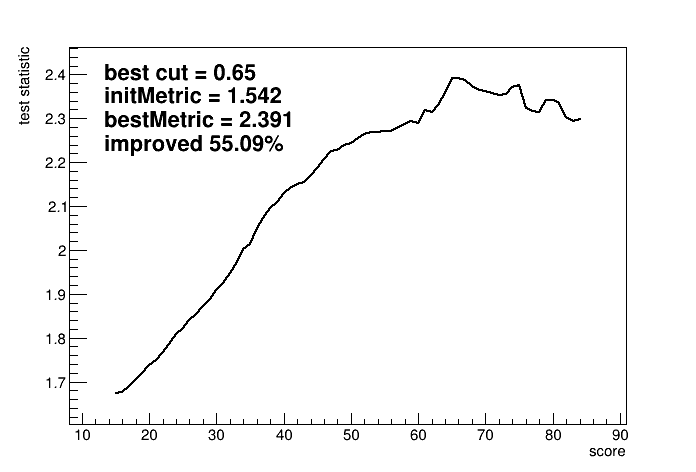 best cut = 0.65
initMetric = 1.542
bestMetric = 2.391
improved 55.09%
test statistic
2.4
2.3
2.2
2.1
2
1.9
1.8
1.7
10 20 30 40 50 60 70 80 90
score